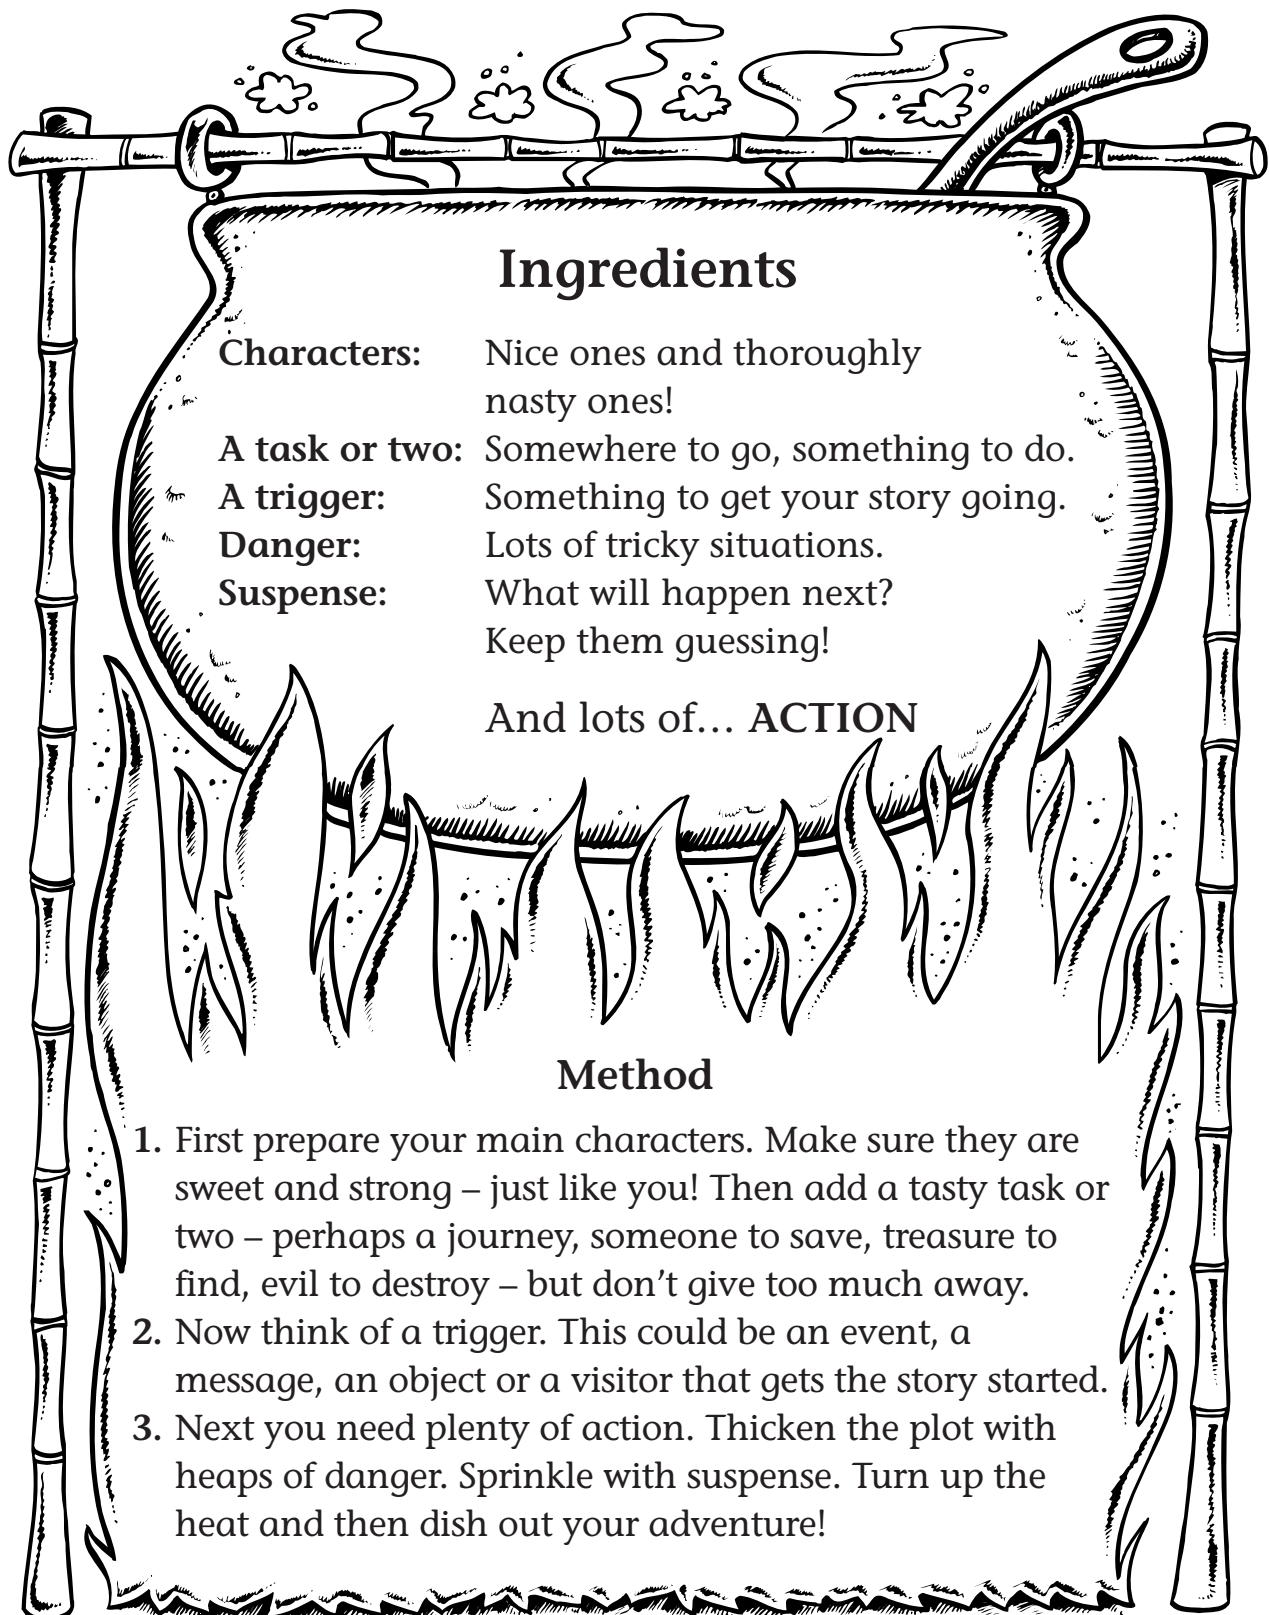 Ingredients
Characters: Nice ones and thoroughly
nasty ones!
A task or two: Somewhere to go, something to do.
A trigger: Something to get your story going.
Danger: Lots of tricky situations.
Suspense: What will happen next?
Keep them guessing!
And lots of... ACTION
Method
1. First prepare your main characters. Make sure they are
sweet and strong – just like you! Then add a tasty task or
two – perhaps a journey, someone to save, treasure to
find, evil to destroy – but don’t give too much away.
2. Now think of a trigger. This could be an event, a
message, an object or a visitor that gets the story started.
3. Next you need plenty of action. Thicken the plot with
heaps of danger. Sprinkle with suspense. Turn up the
heat and then dish out your adventure!